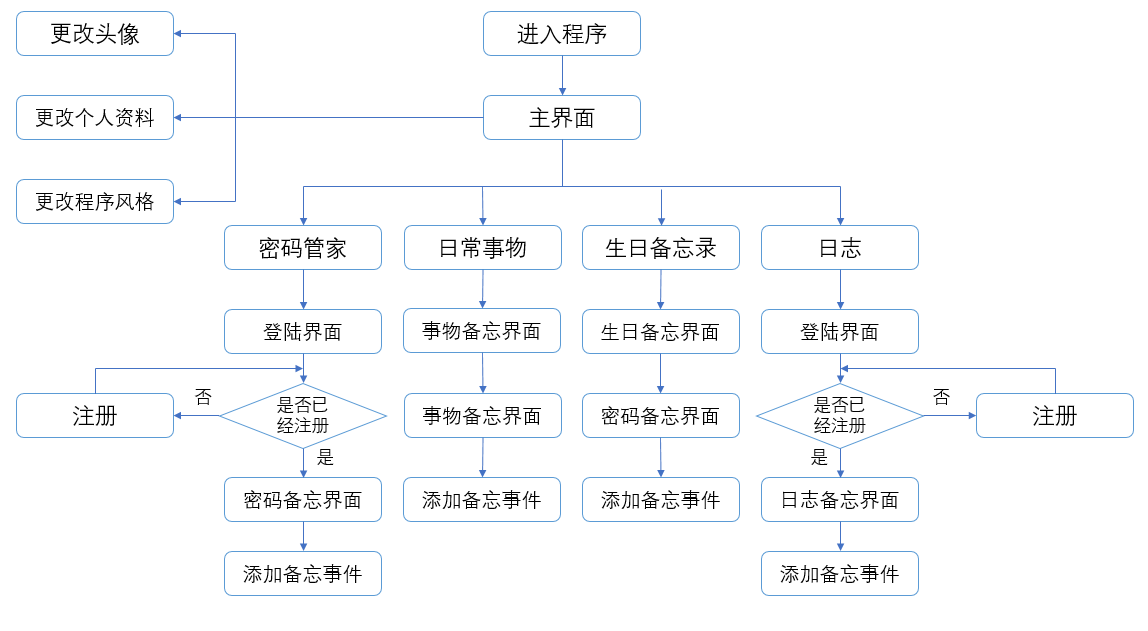 更改头像
进入程序
更改个人资料
主界面
更改程序风格
密码管家
日常事物
生日备忘录
日志
登陆界面
事物备忘界面
生日备忘界面
登陆界面
注册
否
是否已
经注册
事物备忘界面
密码备忘界面
是否已
经注册
否
注册
是
是
密码备忘界面
添加备忘事件
添加备忘事件
日志备忘界面
添加备忘事件
添加备忘事件